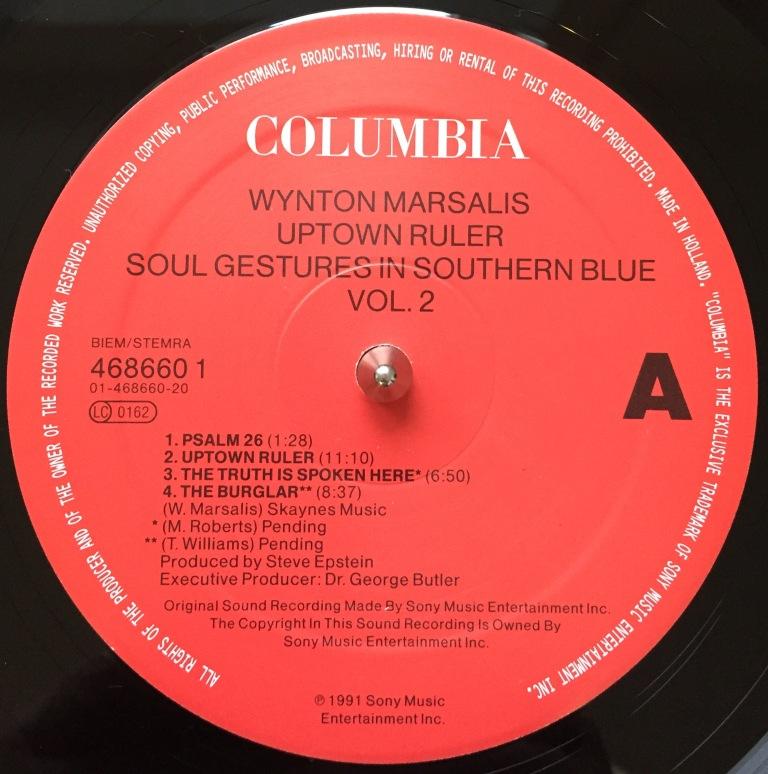 COLUMBIA
WYNTON MARSALIS
UPTOWN RULER
SOUL GESTURES IN SOUTHERN BLUE
VOL. 2
BIEM/STEMRA
468660 1
01-468660-20
LC 0162
A
1. PSALM 26 (1:28)
2. UPTOWN RULER (11:10)
3. THE TRUTH IS SPOKEN HERE* (6:50)
4. THE BURGLAR** (8:37)
(W. Marsalis) Skaynes Music
* (M. Roberts) Pending
** (T. Williams) Pending
Produced by Steve Epstein
Executive Producer: Dr. George Butler
Original Sound Recording Made By Sony Music Entertainment Inc.
The Copyright In This Sound Recording Is Owned By
Sony Music Entertainment Inc.
℗ 1991 Sony Music
Entertainment Inc.
ALL RIGHTS OF THE PRODUCER AND OF THE OWNER OF THE RECORDED WORK RESERVED. UNAUTHORIZED COPYING, PUBLIC PERFORMANCE, BROADCASTING, HIRING OR RENTAL OF THIS RECORDING PROHIBITED. MADE IN HOLLAND. "COLUMBIA" IS THE EXCLUSIVE TRADEMARK OF SONY MUSIC ENTERTAINMENT INC.